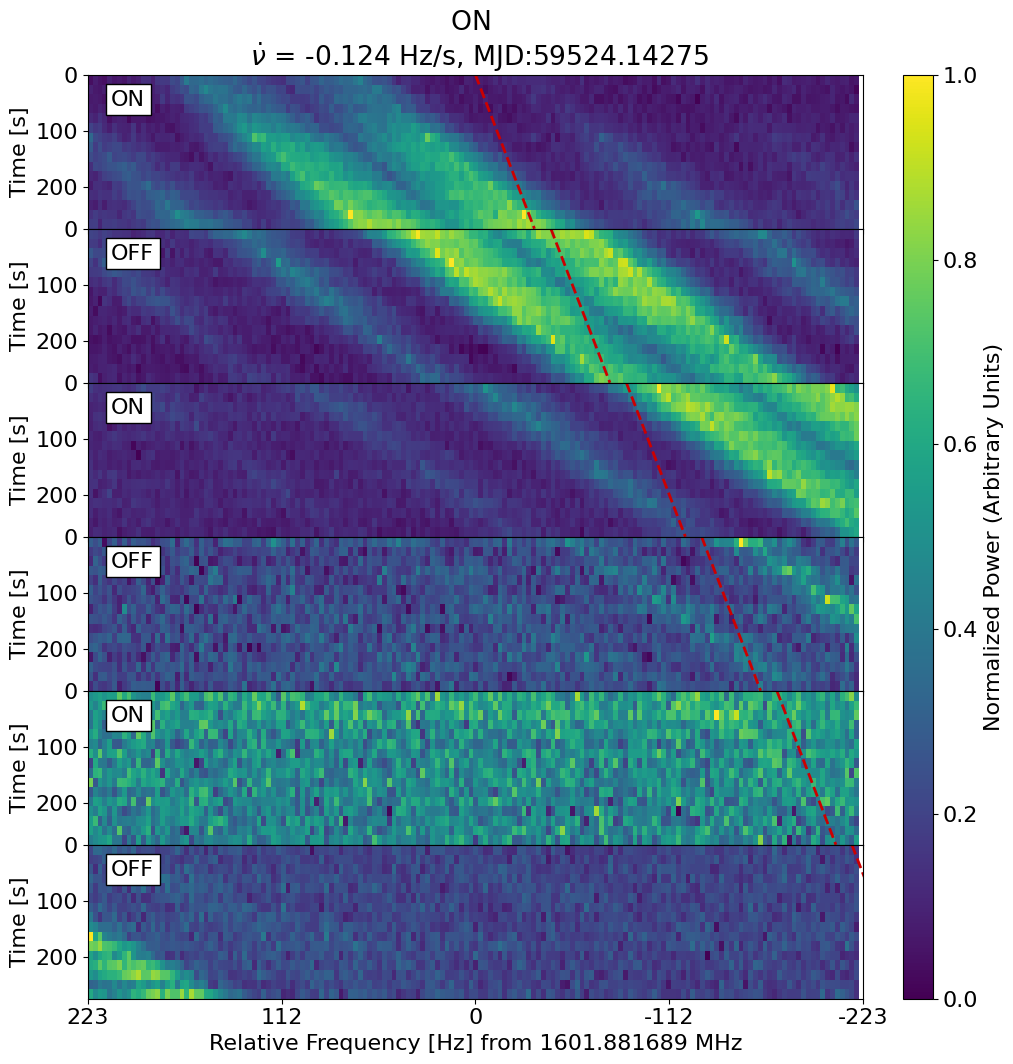 ON
ν̇ = -0.124 Hz/s, MJD:59524.14275
ON
0
100
200
Time [s]
OFF
0
100
200
Time [s]
ON
0
100
200
Time [s]
OFF
0
100
200
Time [s]
ON
0
100
200
Time [s]
OFF
0
100
200
Time [s]
223 112 0 -112 -223
Relative Frequency [Hz] from 1601.881689 MHz
1.0
0.8
0.6
0.4
0.2
0.0
Normalized Power (Arbitrary Units)